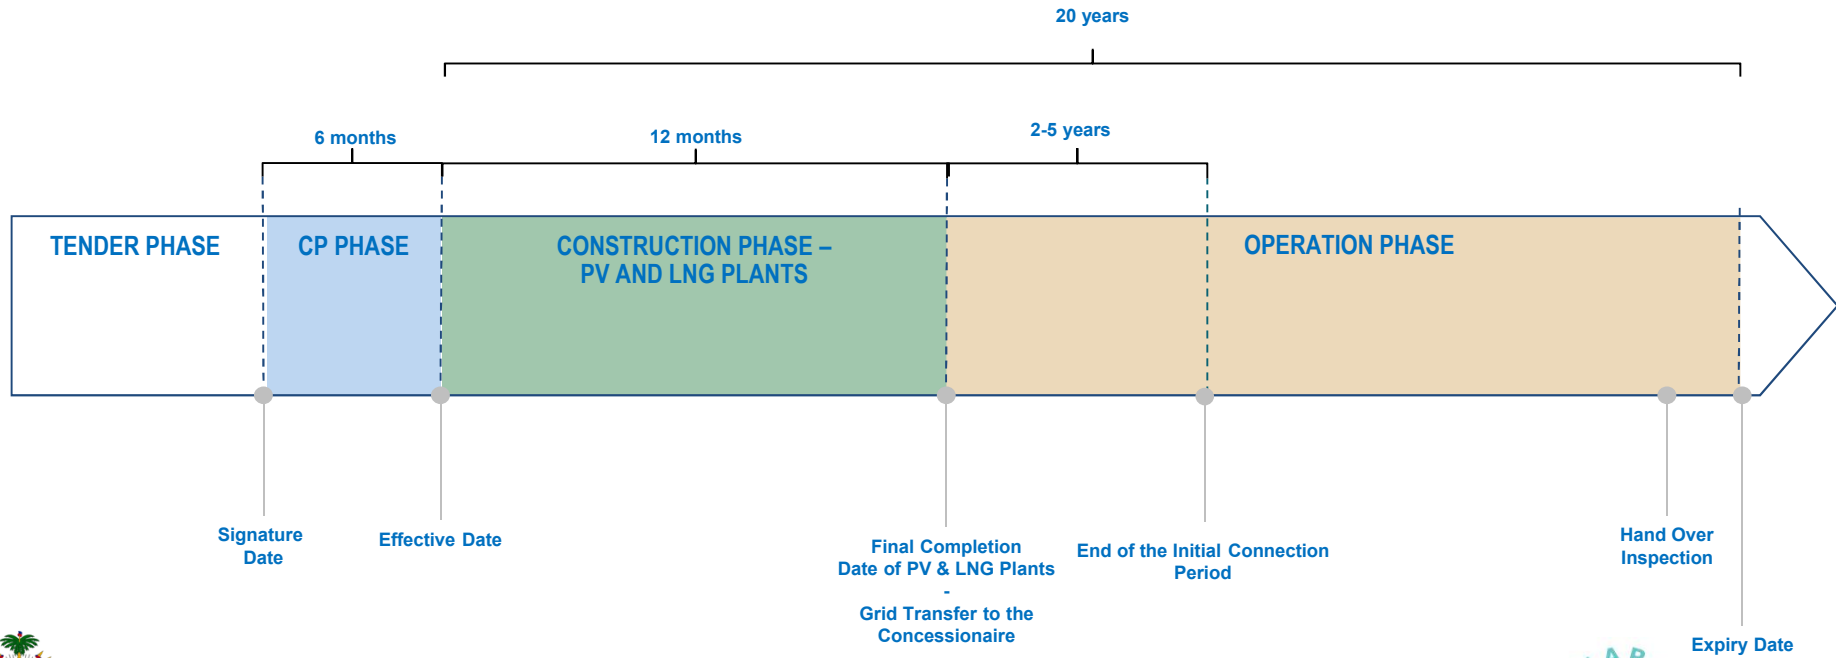 20 years
6 months
12 months
2-5 years
TENDER PHASE
CP PHASE
CONSTRUCTION PHASE –
PV AND LNG PLANTS
OPERATION PHASE
Signature
Date
Effective Date
Final Completion
Date of PV & LNG Plants
-
Grid Transfer to the
Concessionaire
End of the Initial Connection
Period
Hand Over
Inspection
Expiry Date